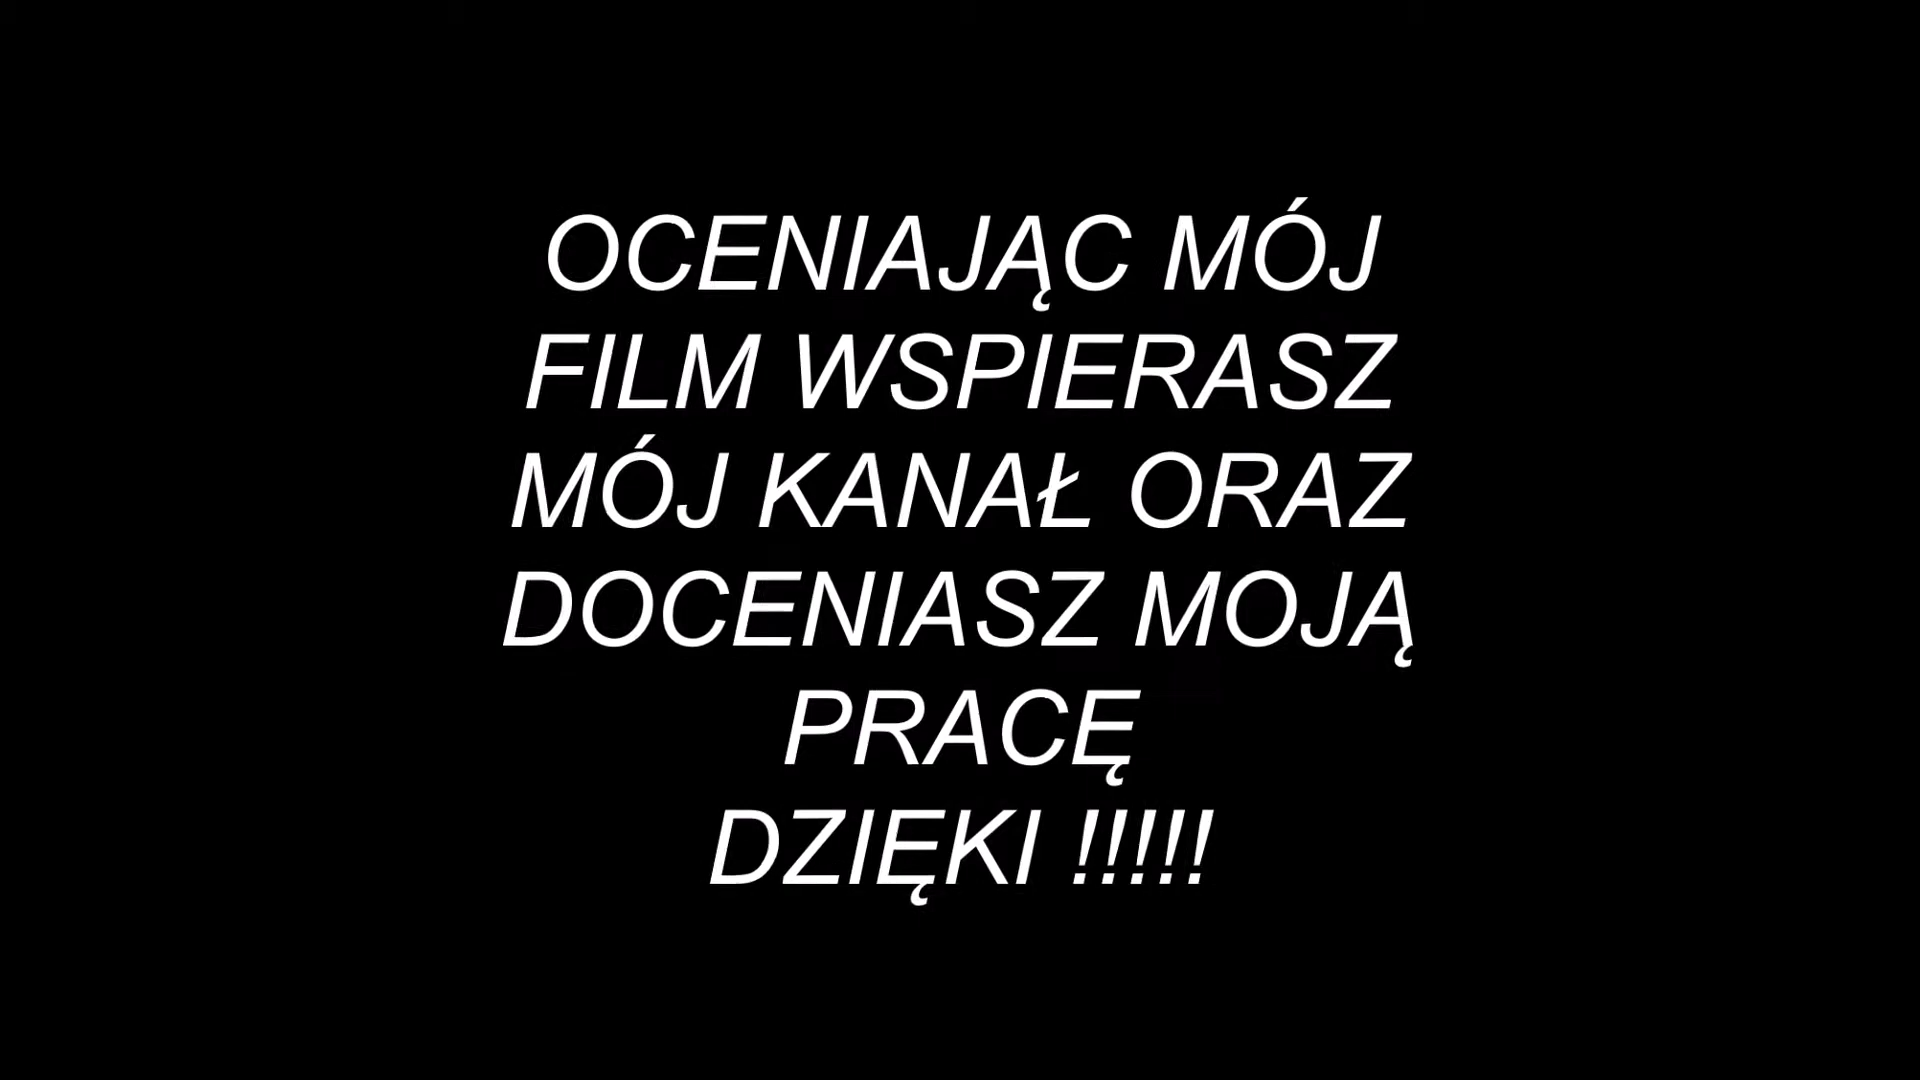 OCENIAJĄC MÓJ
FILM WSPIERASZ
MÓJ KANAŁ ORAZ
DOCENIASZ MOJĄ
PRACĘ
DZIĘKI !!!!!